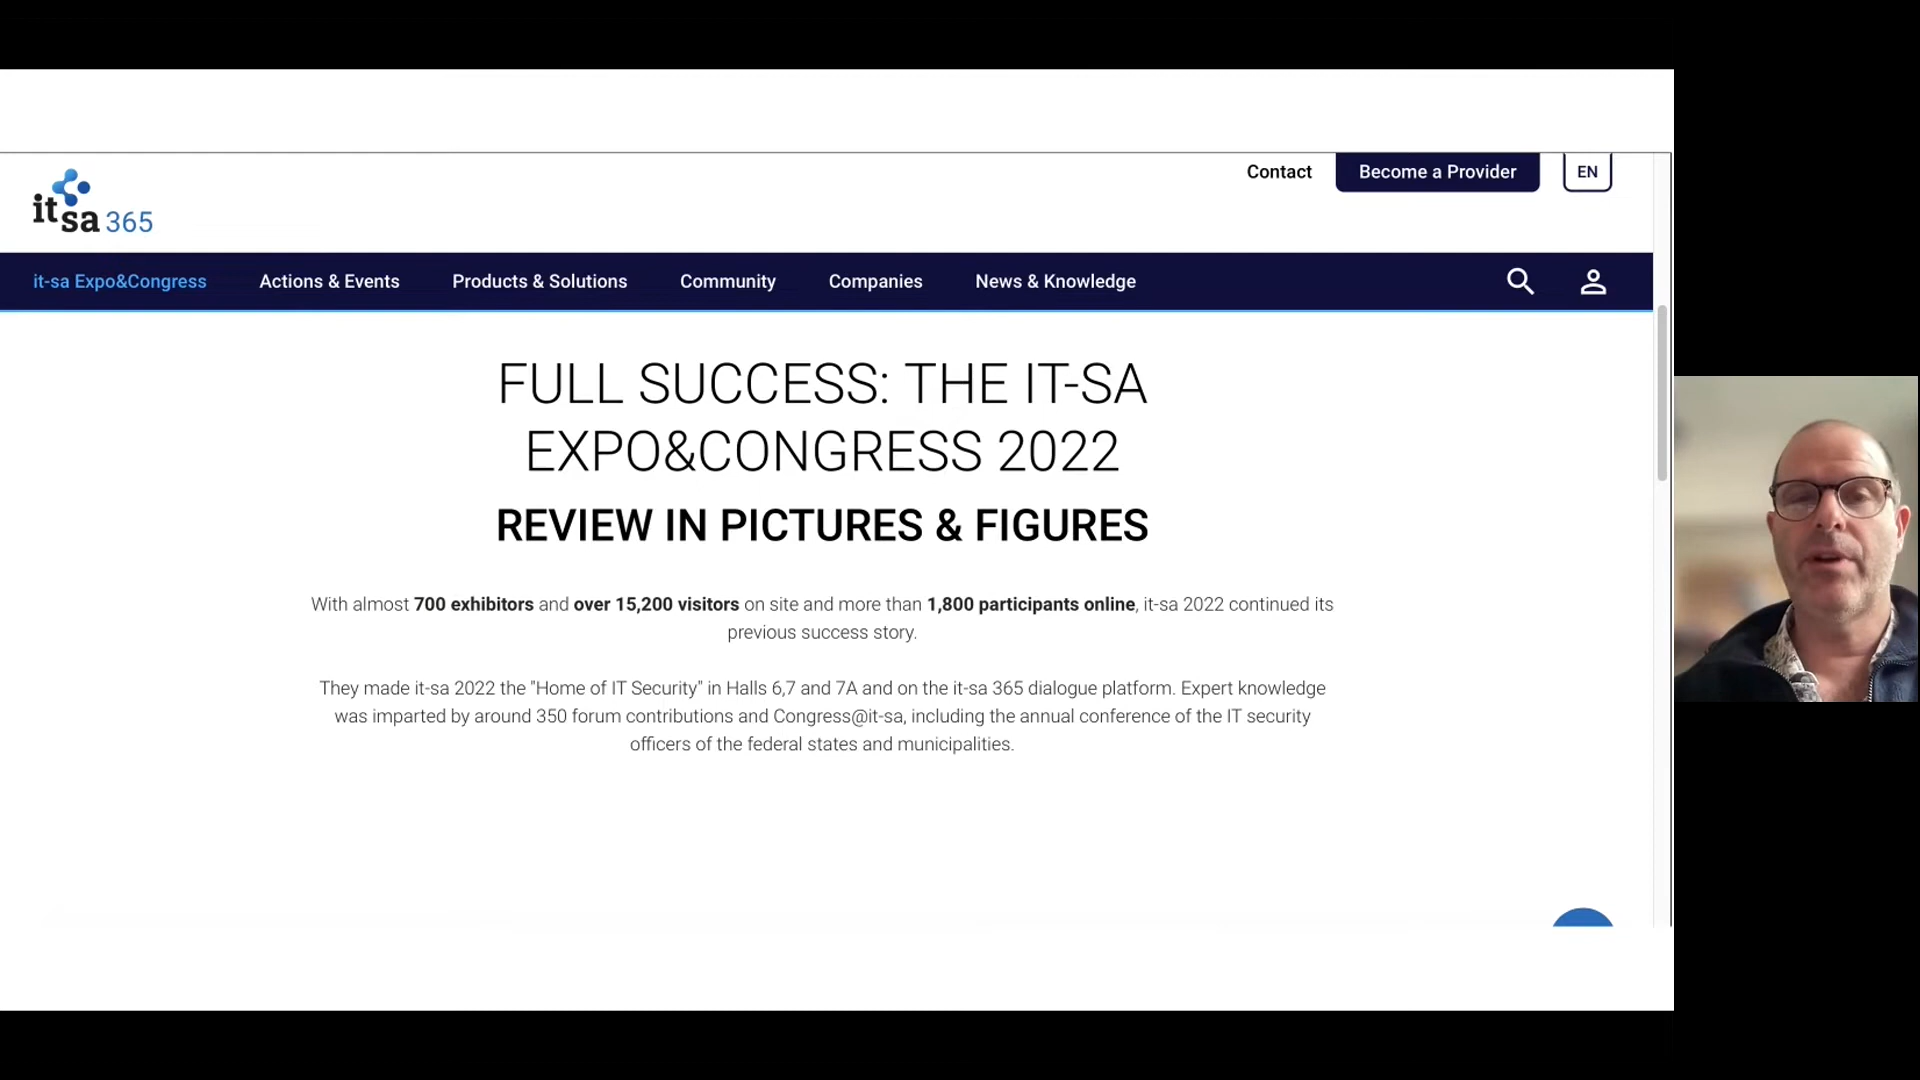 it sa 365
Contact
Become a Provider
EN
it-sa Expo&Congress
Actions & Events
Products & Solutions
Community
Companies
News & Knowledge
FULL SUCCESS: THE IT-SA
EXPO&CONGRESS 2022
REVIEW IN PICTURES & FIGURES
With almost 700 exhibitors and over 15,200 visitors on site and more than 1,800 participants online, it-sa 2022 continued its
previous success story.
They made it-sa 2022 the "Home of IT Security" in Halls 6,7 and 7A and on the it-sa 365 dialogue platform. Expert knowledge
was imparted by around 350 forum contributions and Congress@it-sa, including the annual conference of the IT security
officers of the federal states and municipalities.